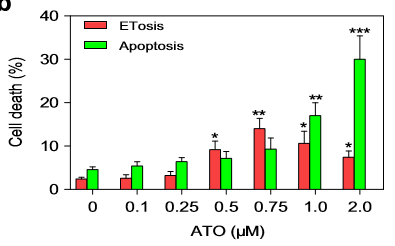 b
40
30
20
10
0
Cell death (%)
ETosis
Apoptosis
*
**
*
**
*
***
0 0.1 0.25 0.5 0.75 1.0 2.0
ATO (μM)